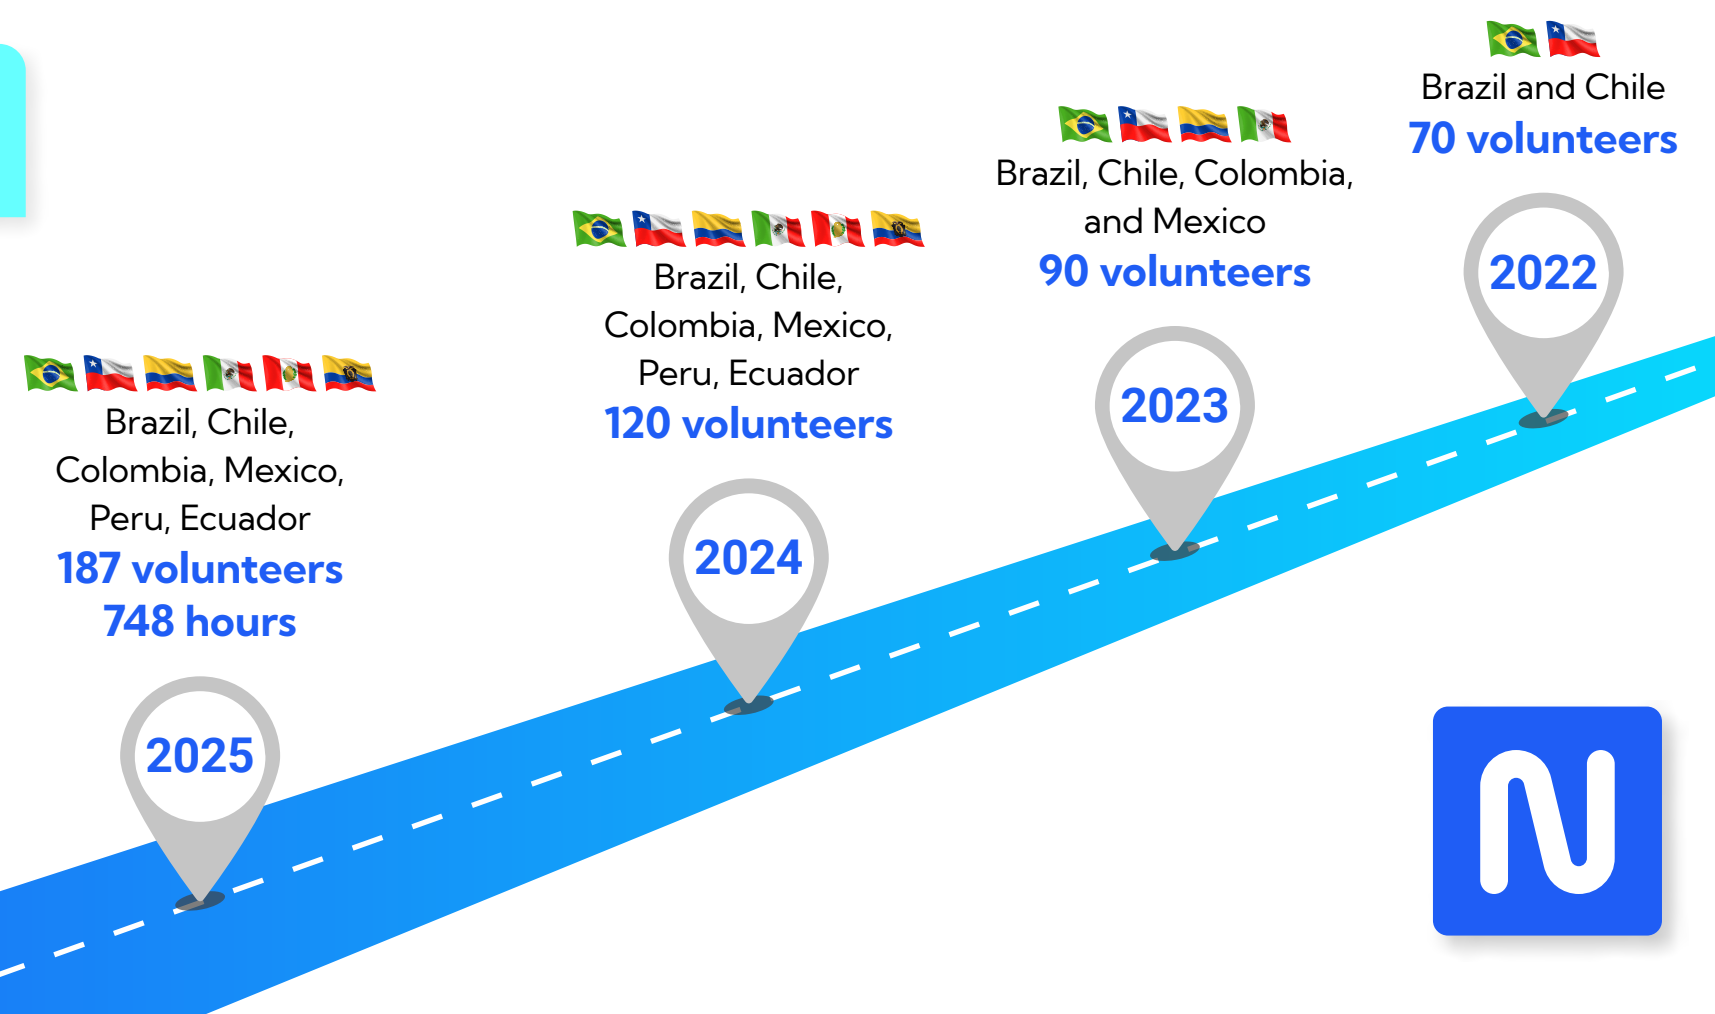 Brazil and Chile
70 volunteers
2022
Brazil, Chile, Colombia,
and Mexico
90 volunteers
2023
Brazil, Chile,
Colombia, Mexico,
Peru, Ecuador
120 volunteers
2024
Brazil, Chile,
Colombia, Mexico,
Peru, Ecuador
187 volunteers
748 hours
2025
N